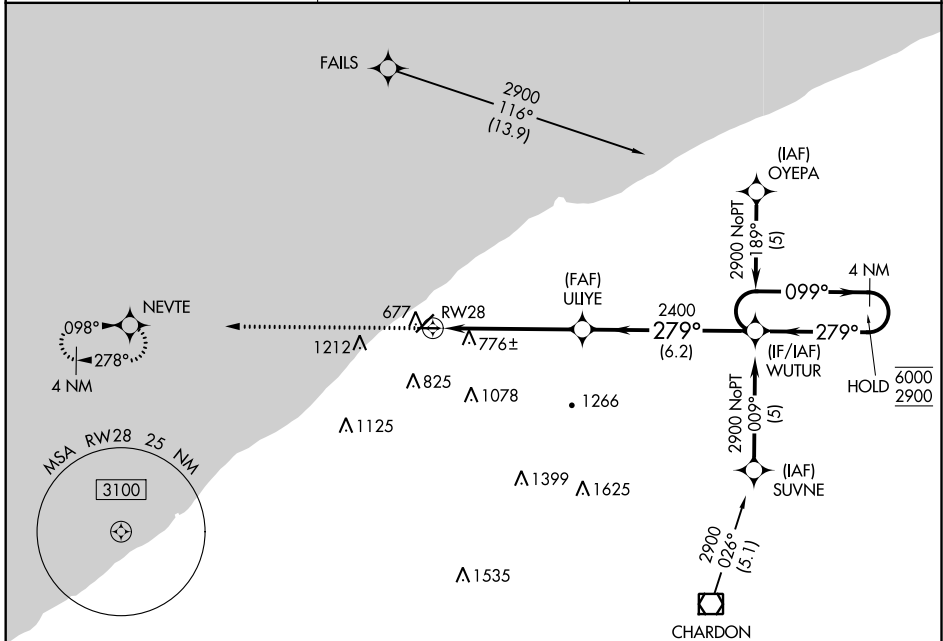 FAILS
2900
116°
(13.9)
(IAF)
OYEPA
2900 NoPT
189°
(5)
4 NM
099°
279°
HOLD
6000
2900
(FAF)
ULIYE
2400
279°
(6.2)
(IF/IAF)
WUTUR
NEVTE
098°
278°
4 NM
677
RW28
1212
776±
825
1078
1266
1125
1399
1625
1535
2900 NoPT
009°
(5)
(IAF)
SUVNE
2900
026°
(5.1)
CHARDON
MSA RW28 25 NM
3100